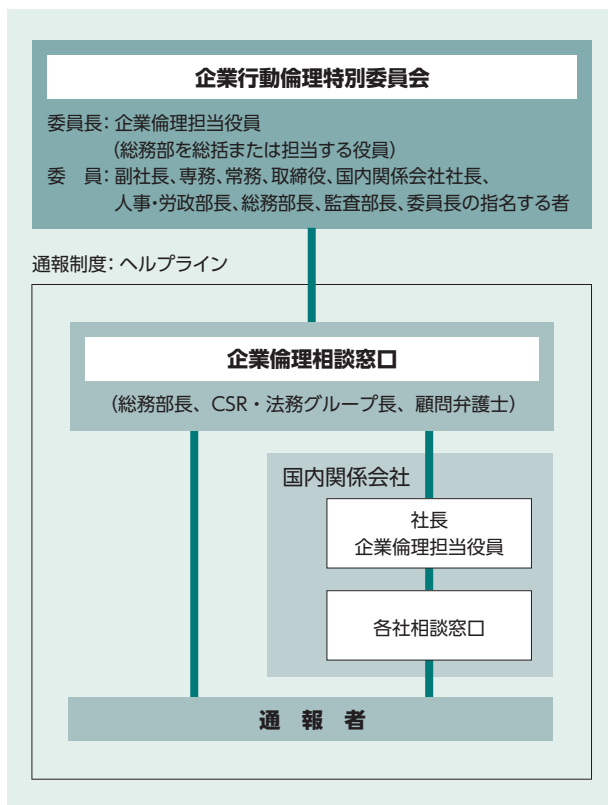 企業行動倫理特別委員会
委員長：企業倫理担当役員
（総務部を総括または担当する役員）
委　員：副社長、専務、常務、取締役、国内関係会社社長、
人事・労政部長、総務部長、監査部長、委員長の指名する者
通報制度：ヘルプライン
企業倫理相談窓口
（総務部長、CSR・法務グループ長、顧問弁護士）
国内関係会社
社長
企業倫理担当役員
各社相談窓口
通　報　者